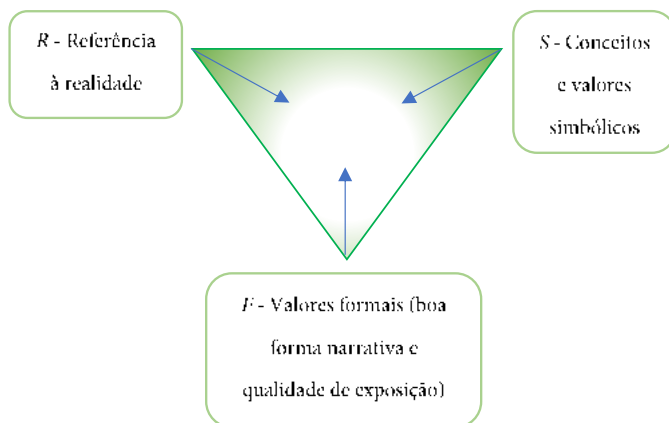 R - Referência
à realidade
S - Conceitos
e valores
simbólicos
F - Valores formais (boa
forma narrativa e
qualidade de exposição)